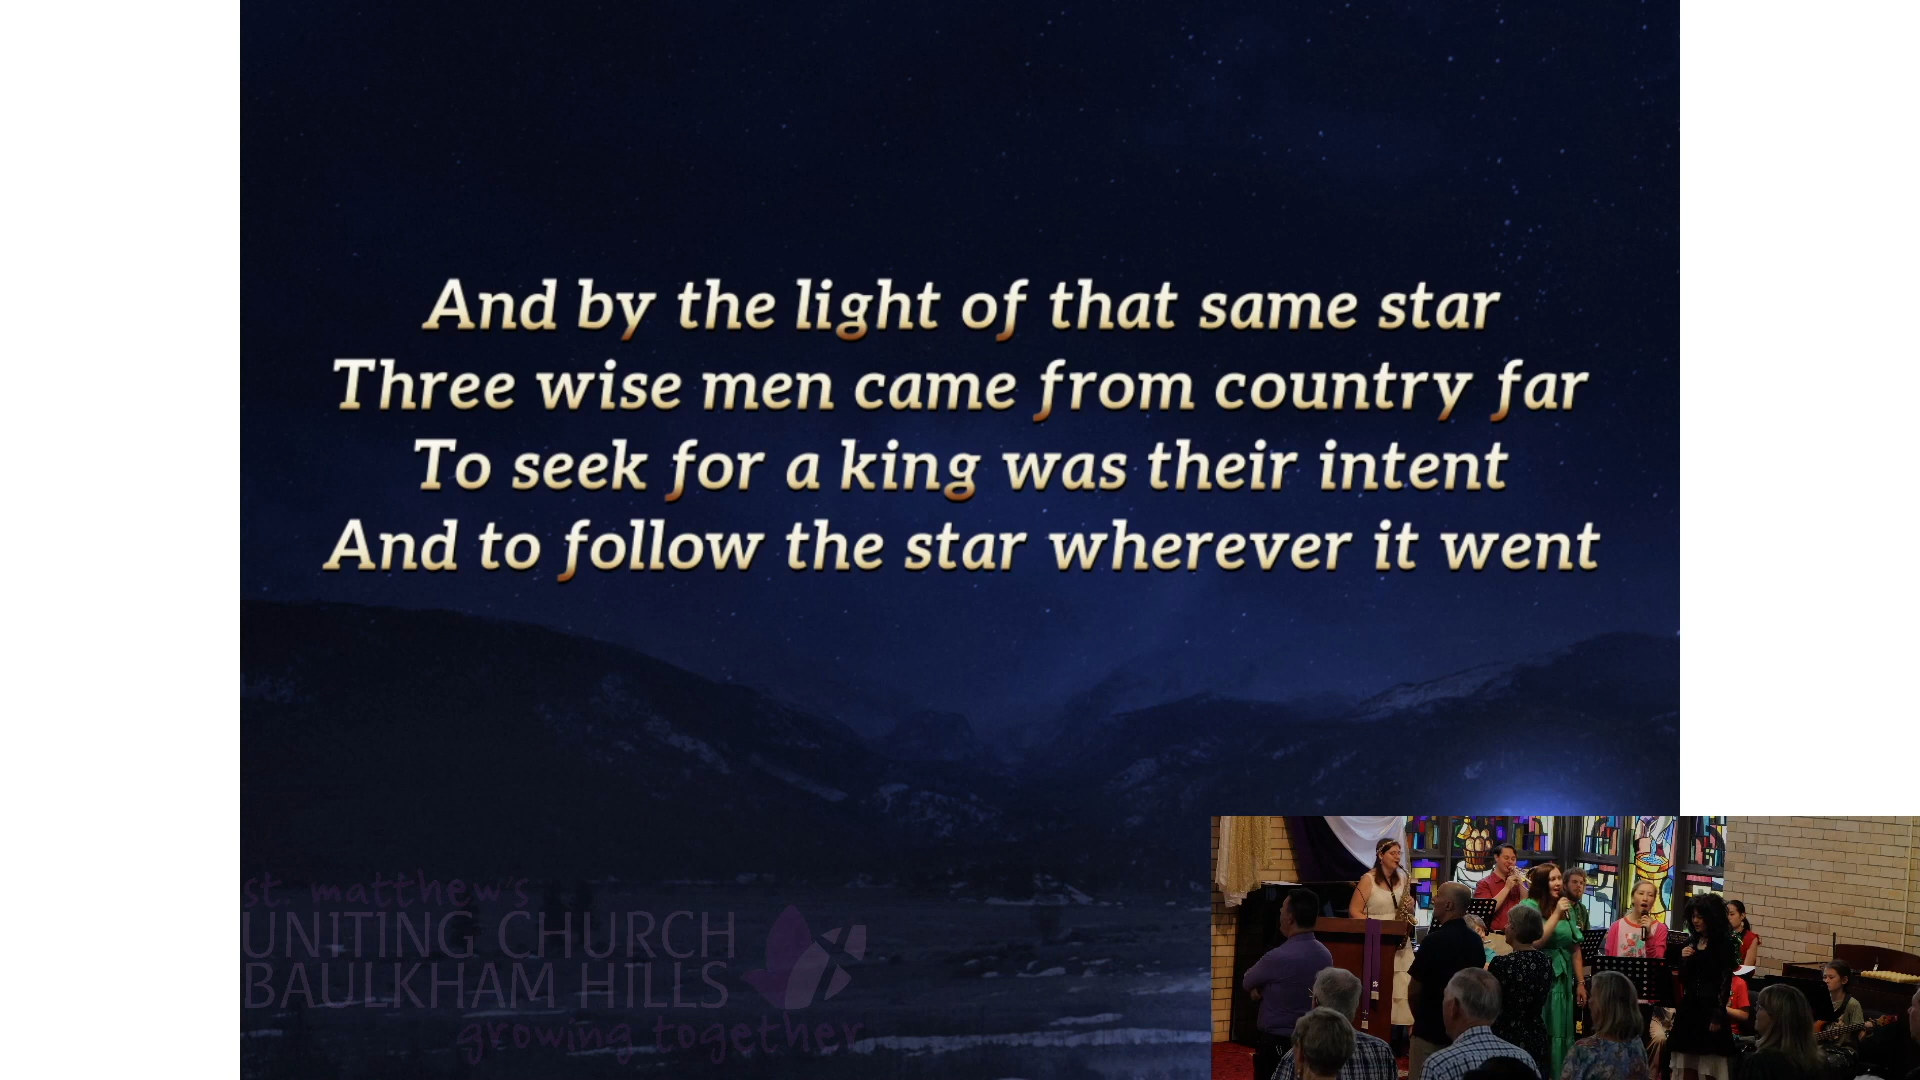 And by the light of that same star
Three wise men came from country far
To seek for a king was their intent
And to follow the star wherever it went
st. matthew's
UNITING CHURCH
BAULKHAM HILLS
growing together